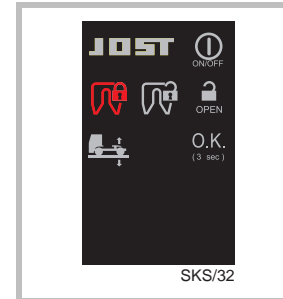 JOST
ON/OFF
OPEN
O.K.
(3 sec)
SKS/32